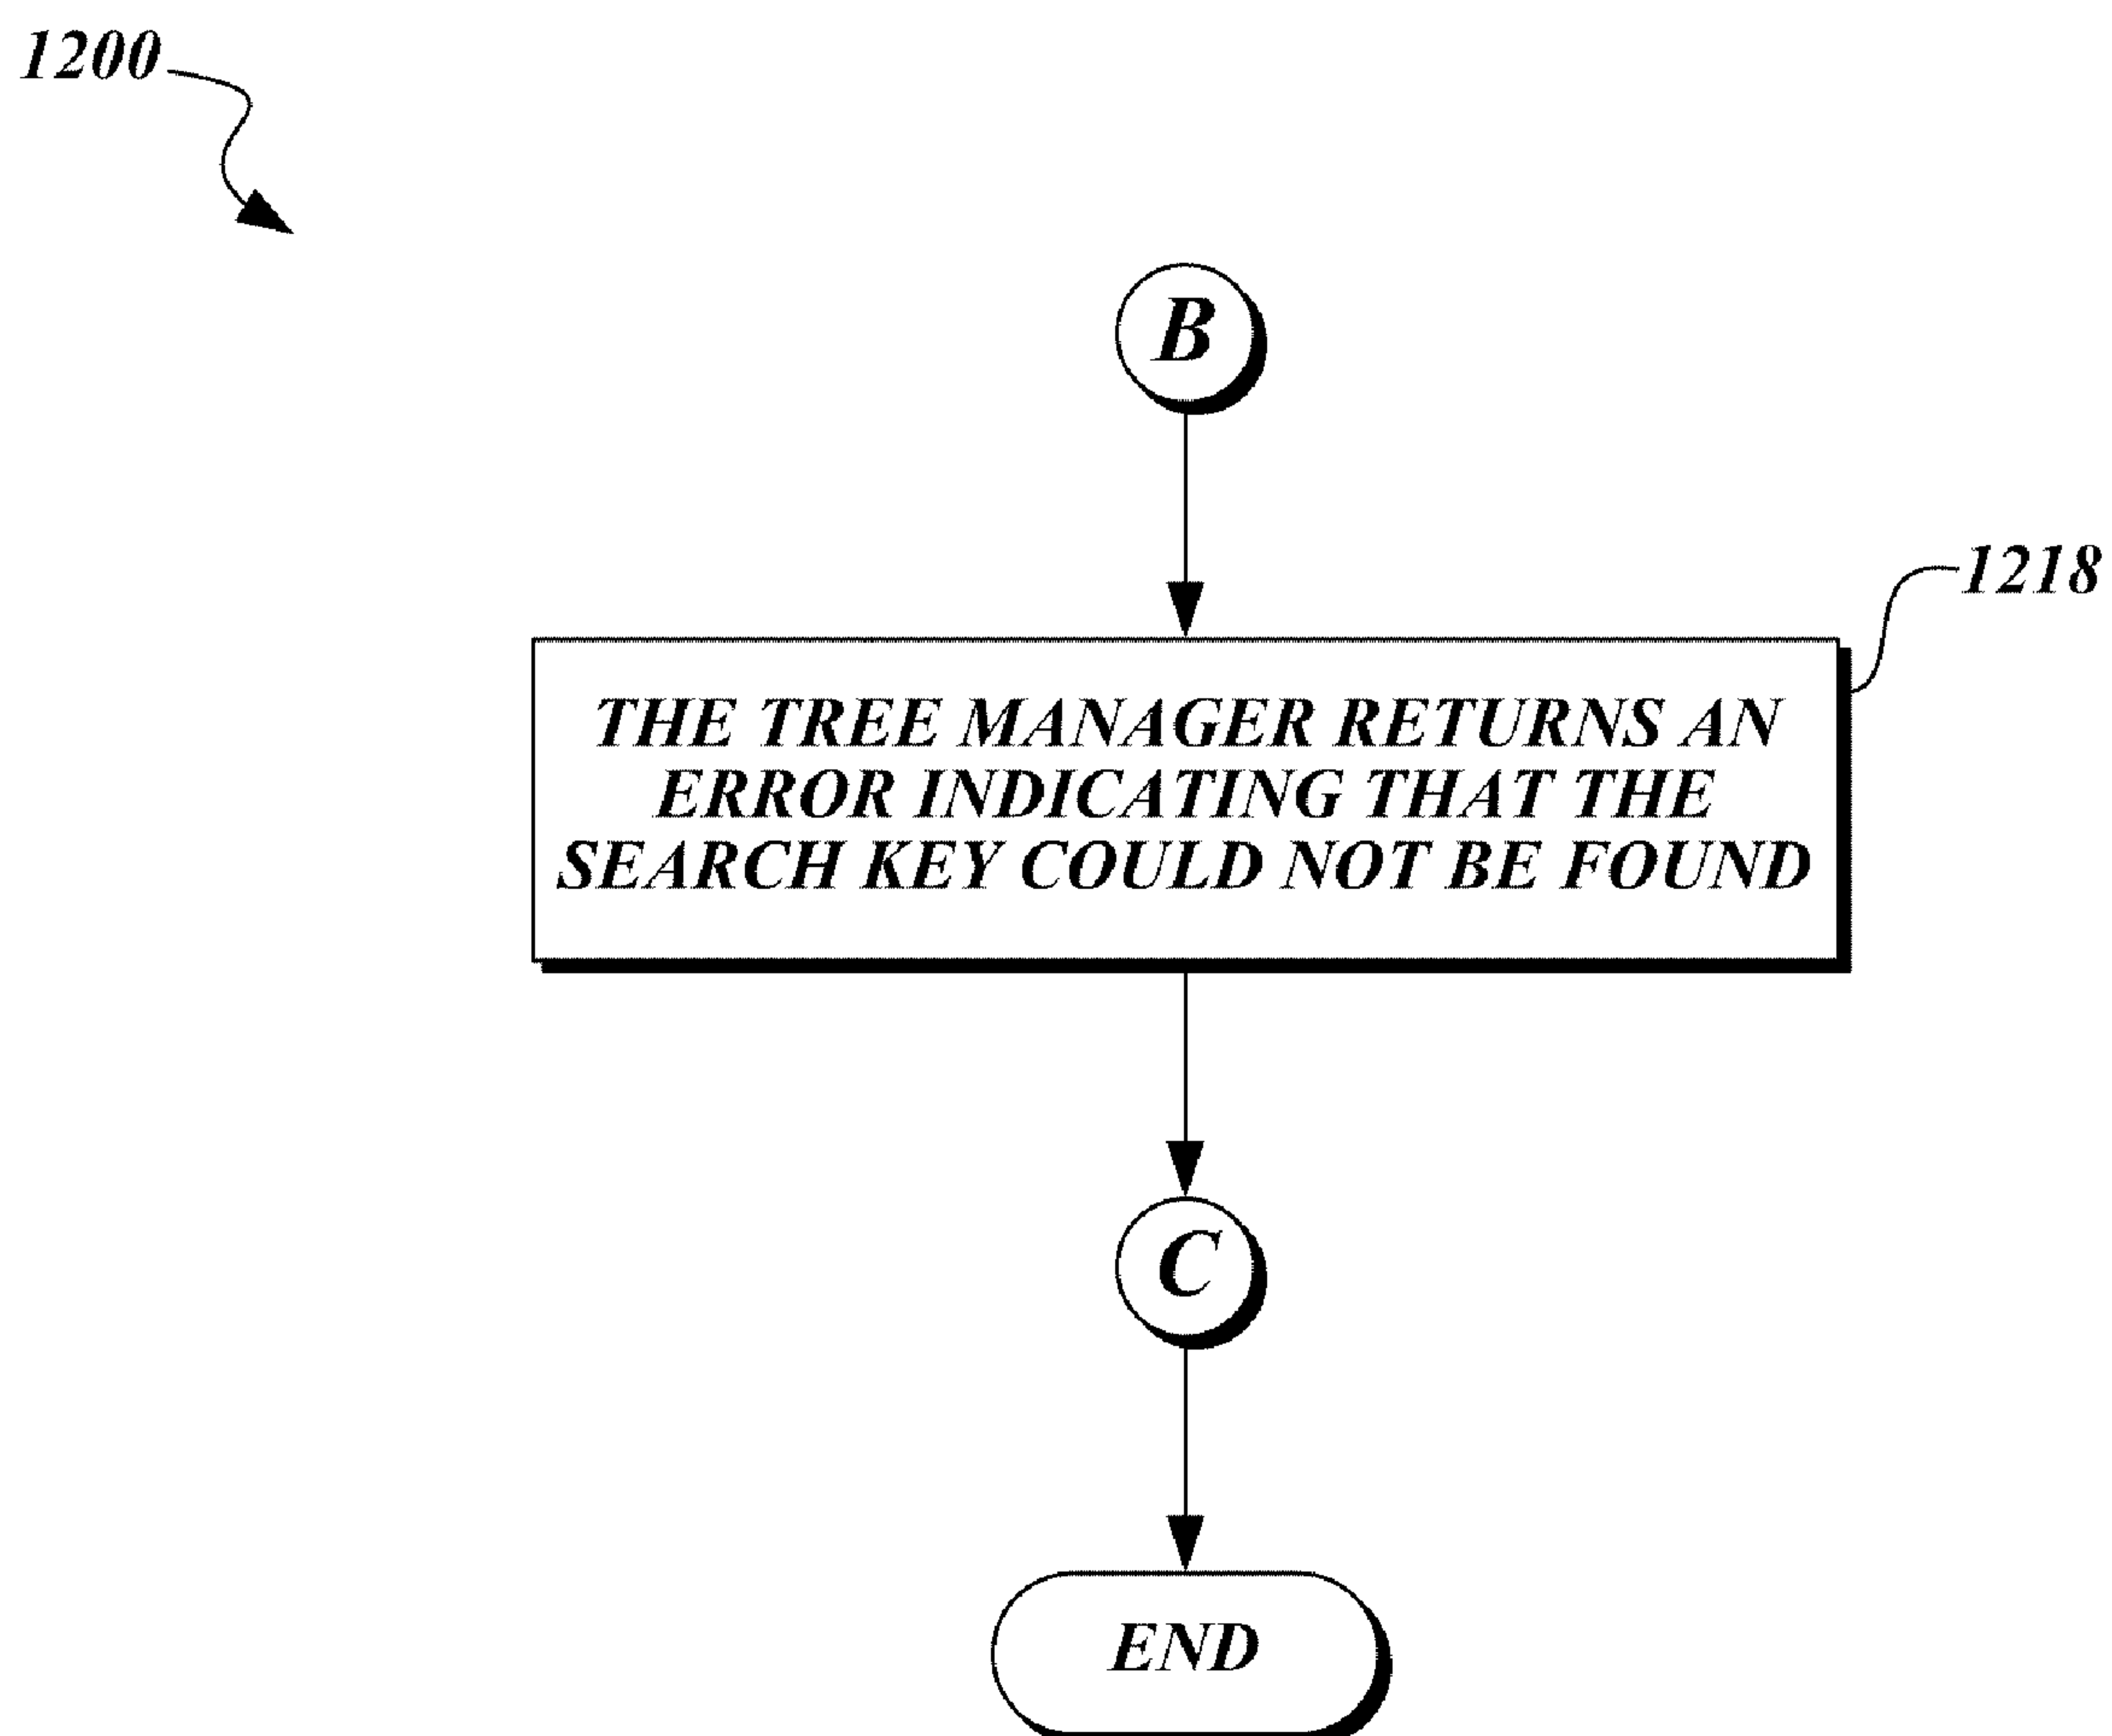 1200
B
1218
THE TREE MANAGER RETURNS AN
ERROR INDICATING THAT THE
SEARCH KEY COULD NOT BE FOUND
C
END